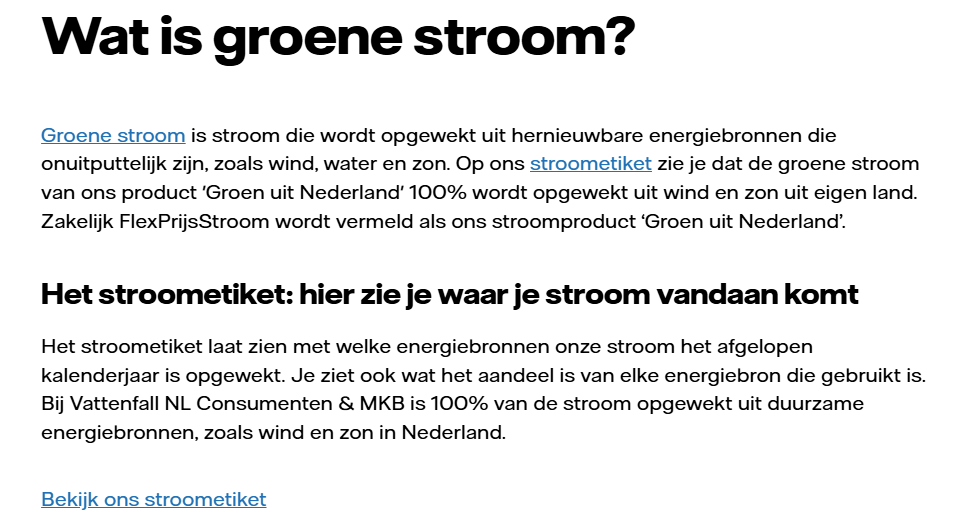 Wat is groene stroom?
Groene stroom is stroom die wordt opgewekt uit hernieuwbare energiebronnen die
onuitputtelijk zijn, zoals wind, water en zon. Op ons stroometiket zie je dat de groene stroom
van ons product 'Groen uit Nederland' 100% wordt opgewekt uit wind en zon uit eigen land.
Zakelijk FlexPrijsStroom wordt vermeld als ons stroomproduct ‘Groen uit Nederland’.
Het stroometiket: hier zie je waar je stroom vandaan komt
Het stroometiket laat zien met welke energiebronnen onze stroom het afgelopen
kalenderjaar is opgewekt. Je ziet ook wat het aandeel is van elke energiebron die gebruikt is.
Bij Vattenfall NL Consumenten & MKB is 100% van de stroom opgewekt uit duurzame
energiebronnen, zoals wind en zon in Nederland.
Bekijk ons stroometiket